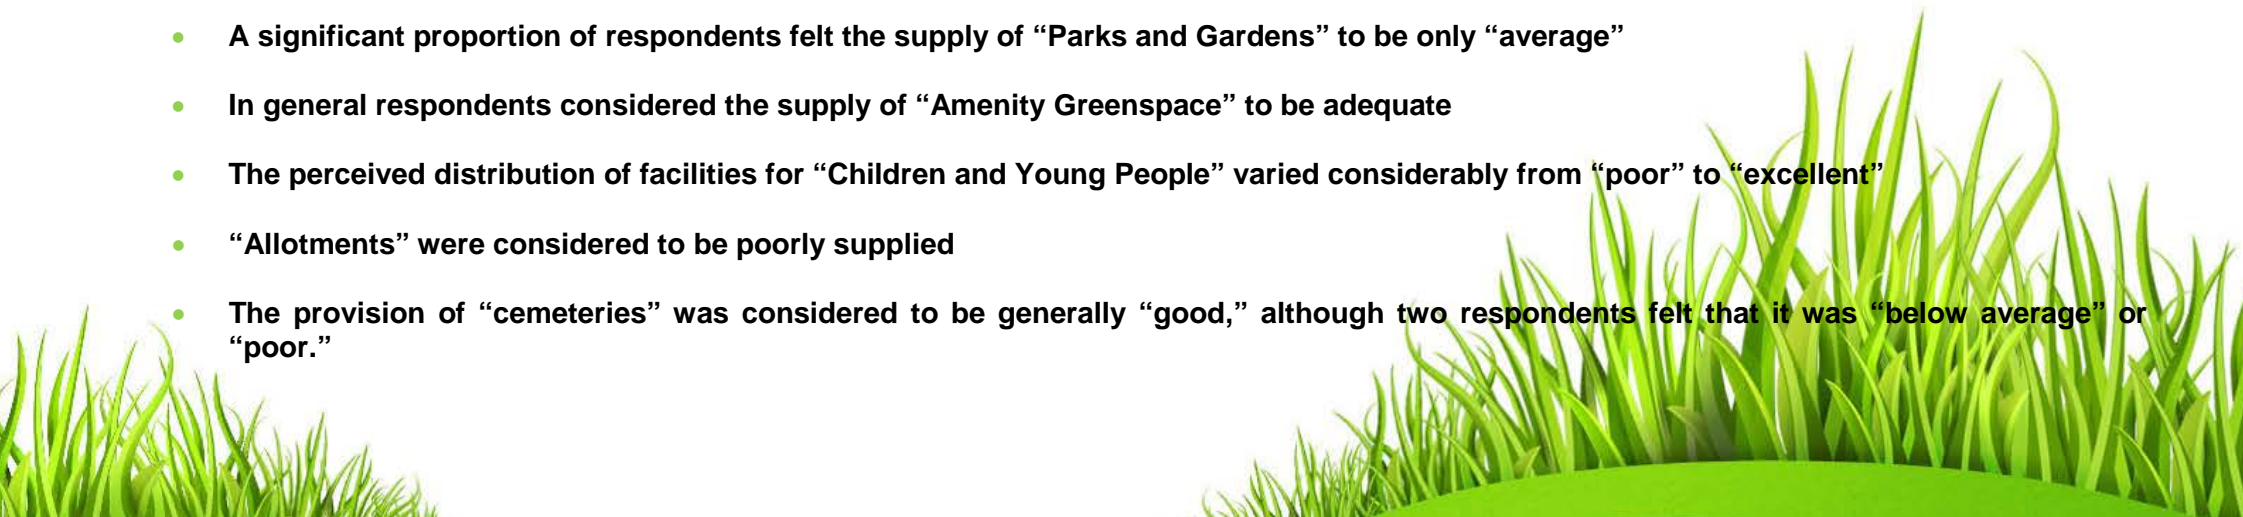 • A significant proportion of respondents felt the supply of “Parks and Gardens” to be only “average”
• In general respondents considered the supply of “Amenity Greenspace” to be adequate
• The perceived distribution of facilities for “Children and Young People” varied considerably from “poor” to “excellent”
• “Allotments” were considered to be poorly supplied
• The provision of “cemeteries” was considered to be generally “good,” although two respondents felt that it was “below average” or
“poor.”